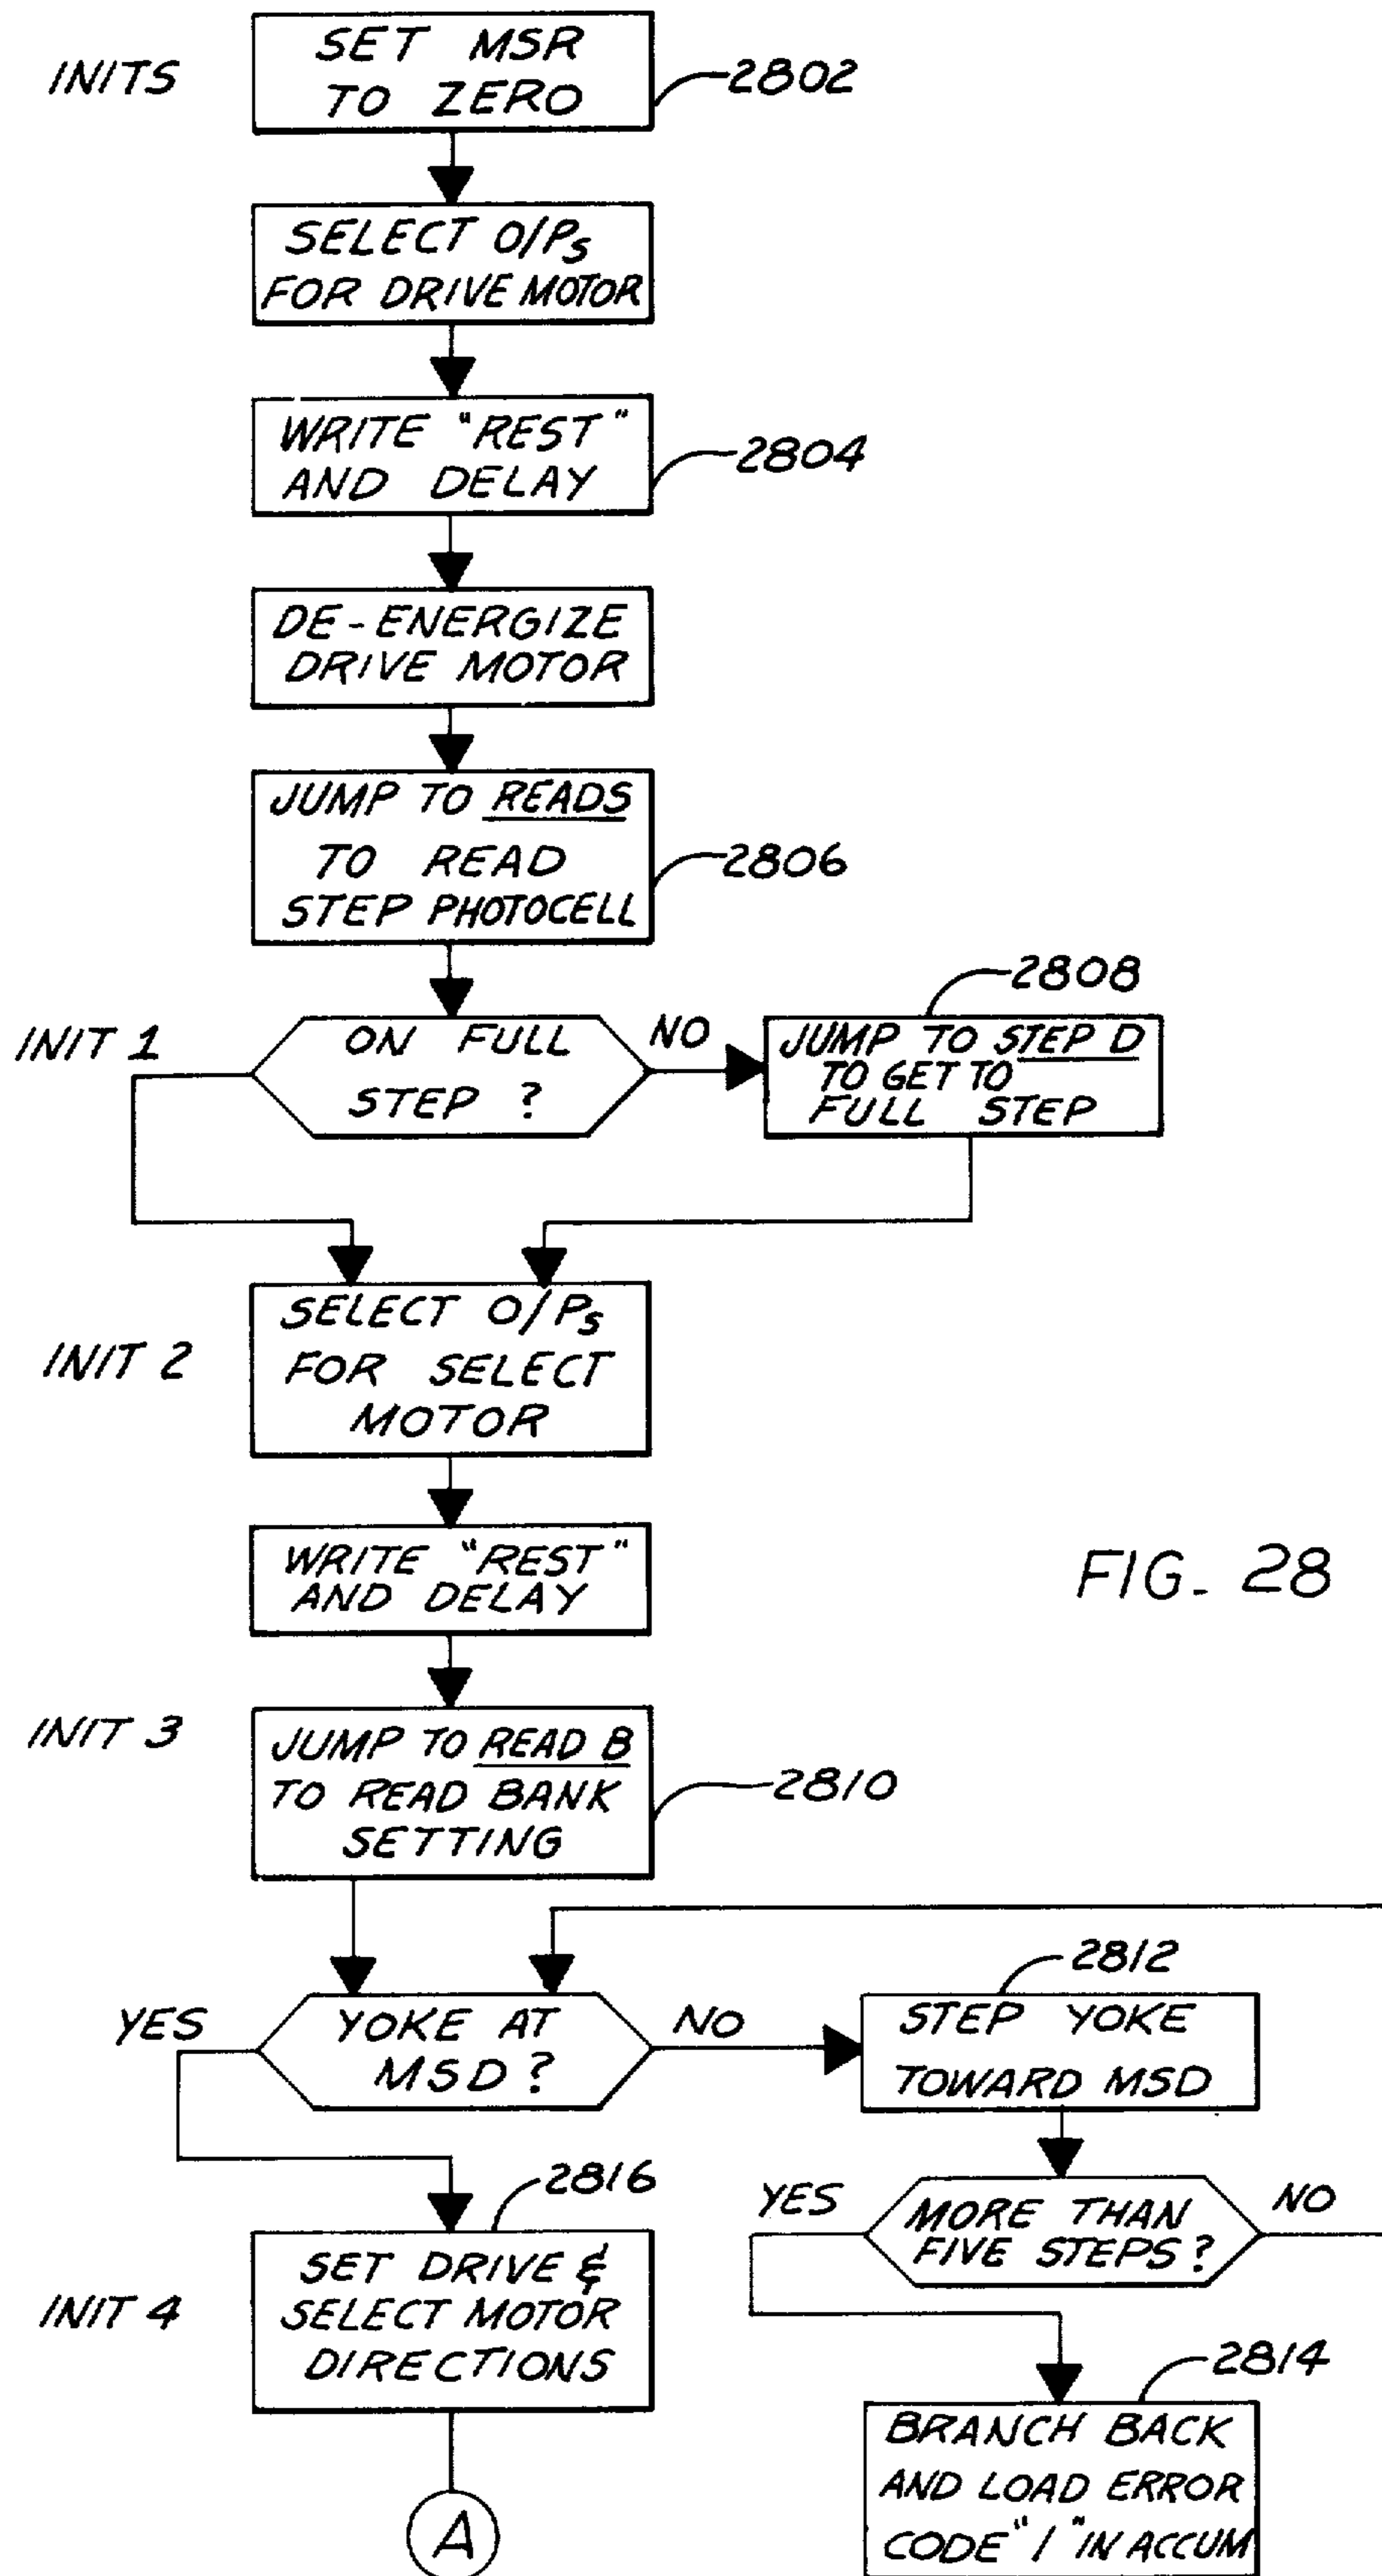 INITS
SET MSR
TO ZERO
2802
SELECT O/Ps
FOR DRIVE MOTOR
WRITE "REST"
AND DELAY
2804
DE-ENERGIZE
DRIVE MOTOR
JUMP TO READS
TO READ
STEP PHOTOCELL
2806
INIT 1
ON FULL
STEP ?
NO
2808
JUMP TO STEP D
TO GET TO
FULL STEP
INIT 2
SELECT O/Ps
FOR SELECT
MOTOR
WRITE "REST"
AND DELAY
FIG. 28
INIT 3
JUMP TO READ B
TO READ BANK
SETTING
2810
YES
YOKE AT
MSD ?
NO
2812
STEP YOKE
TOWARD MSD
YES
MORE THAN
FIVE STEPS ?
NO
2816
INIT 4
SET DRIVE &
SELECT MOTOR
DIRECTIONS
2814
BRANCH BACK
AND LOAD ERROR
CODE "1" IN ACCUM
A